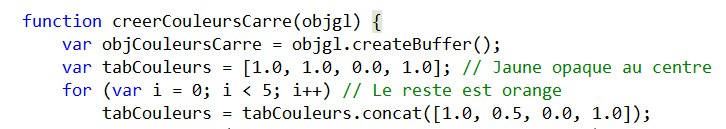 function creerCouleursCarre(objgl) {
var objCouleursCarre = objgl.createBuffer();
var tabCouleurs = [1.0, 1.0, 0.0, 1.0]; // Jaune opaque au centre
for (var i = 0; i < 5; i++) // Le reste est orange
tabCouleurs = tabCouleurs.concat([1.0, 0.5, 0.0, 1.0]);